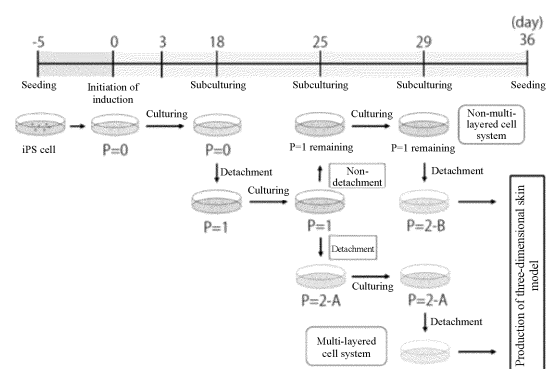 (day)
-5 0 3 18 25 29 36
Seeding
Initiation of
induction
Subculturing
Subculturing
Subculturing
Seeding
iPS cell
P=0
Culturing
P=0
P=1 remaining
Culturing
P=1 remaining
Non-multi-
layered cell
system
Detachment
Non-
detachment
Detachment
P=1
Culturing
P=1
P=2-B
Detachment
P=2-A
Culturing
P=2-A
Detachment
Multi-layered
cell system
Production of three-dimensional skin
model